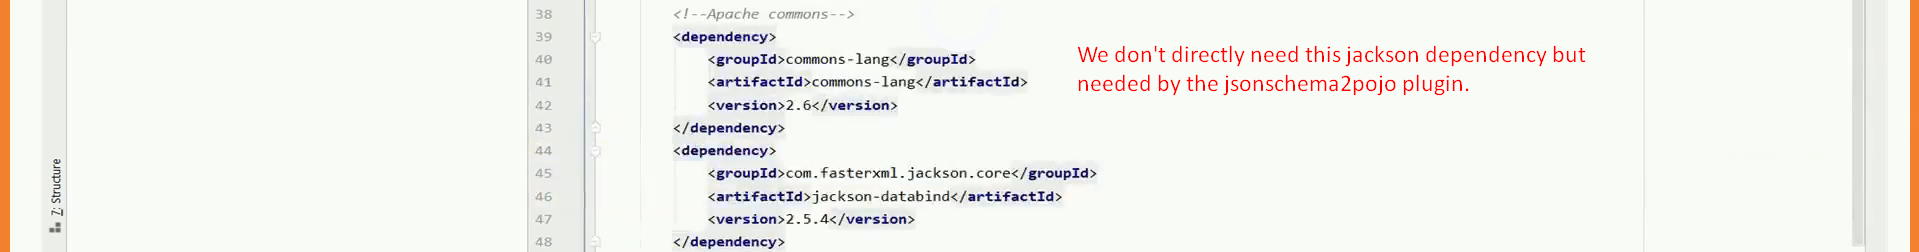 38 <!--Apache commons-->
39 <dependency>
40 <groupId>commons-lang</groupId>
41 <artifactId>commons-lang</artifactId>
42 <version>2.6</version>
43 </dependency>
44 <dependency>
45 <groupId>com.fasterxml.jackson.core</groupId>
46 <artifactId>jackson-databind</artifactId>
47 <version>2.5.4</version>
48 </dependency>
We don't directly need this jackson dependency but
needed by the jsonschema2pojo plugin.
Z: Structure